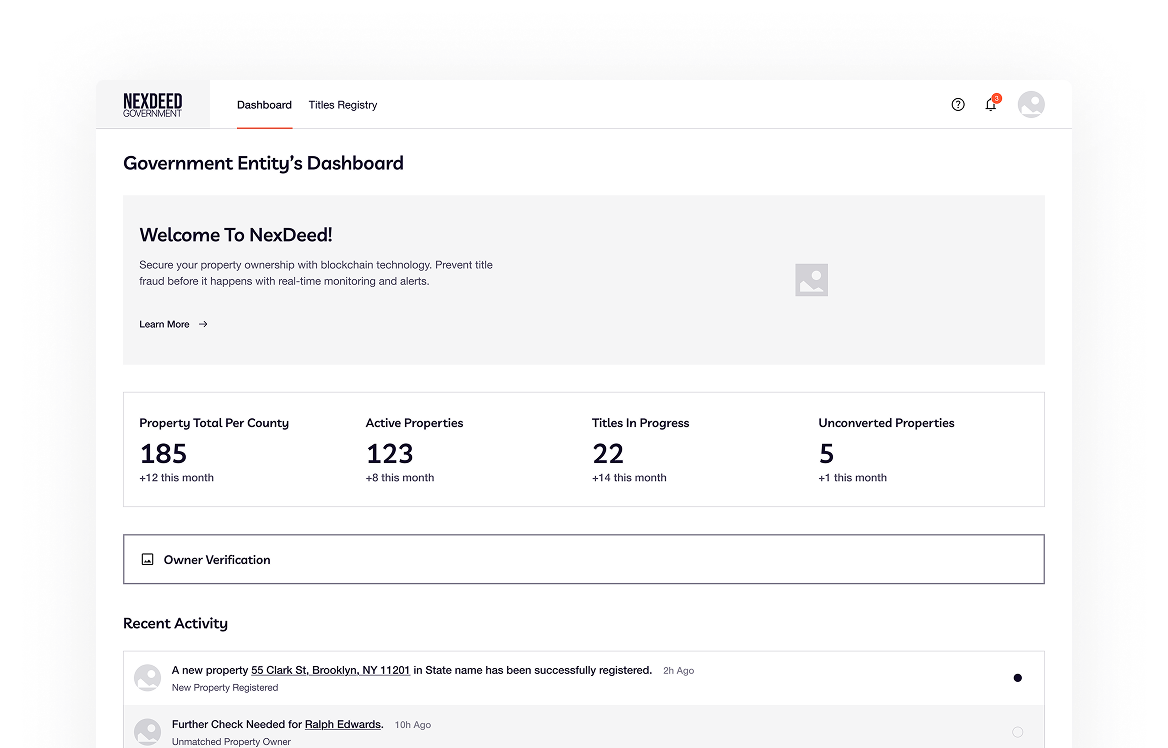 NEXDEED
GOVERNMENT
Dashboard
Titles Registry
3
Government Entity’s Dashboard
Welcome To NexDeed!
Secure your property ownership with blockchain technology. Prevent title
fraud before it happens with real-time monitoring and alerts.
Learn More
Property Total Per County
185
+12 this month
Active Properties
123
+8 this month
Titles In Progress
22
+14 this month
Unconverted Properties
5
+1 this month
Owner Verification
Recent Activity
A new property 55 Clark St, Brooklyn, NY 11201 in State name has been successfully registered. 2h Ago
New Property Registered
Further Check Needed for Ralph Edwards. 10h Ago
Unmatched Property Owner